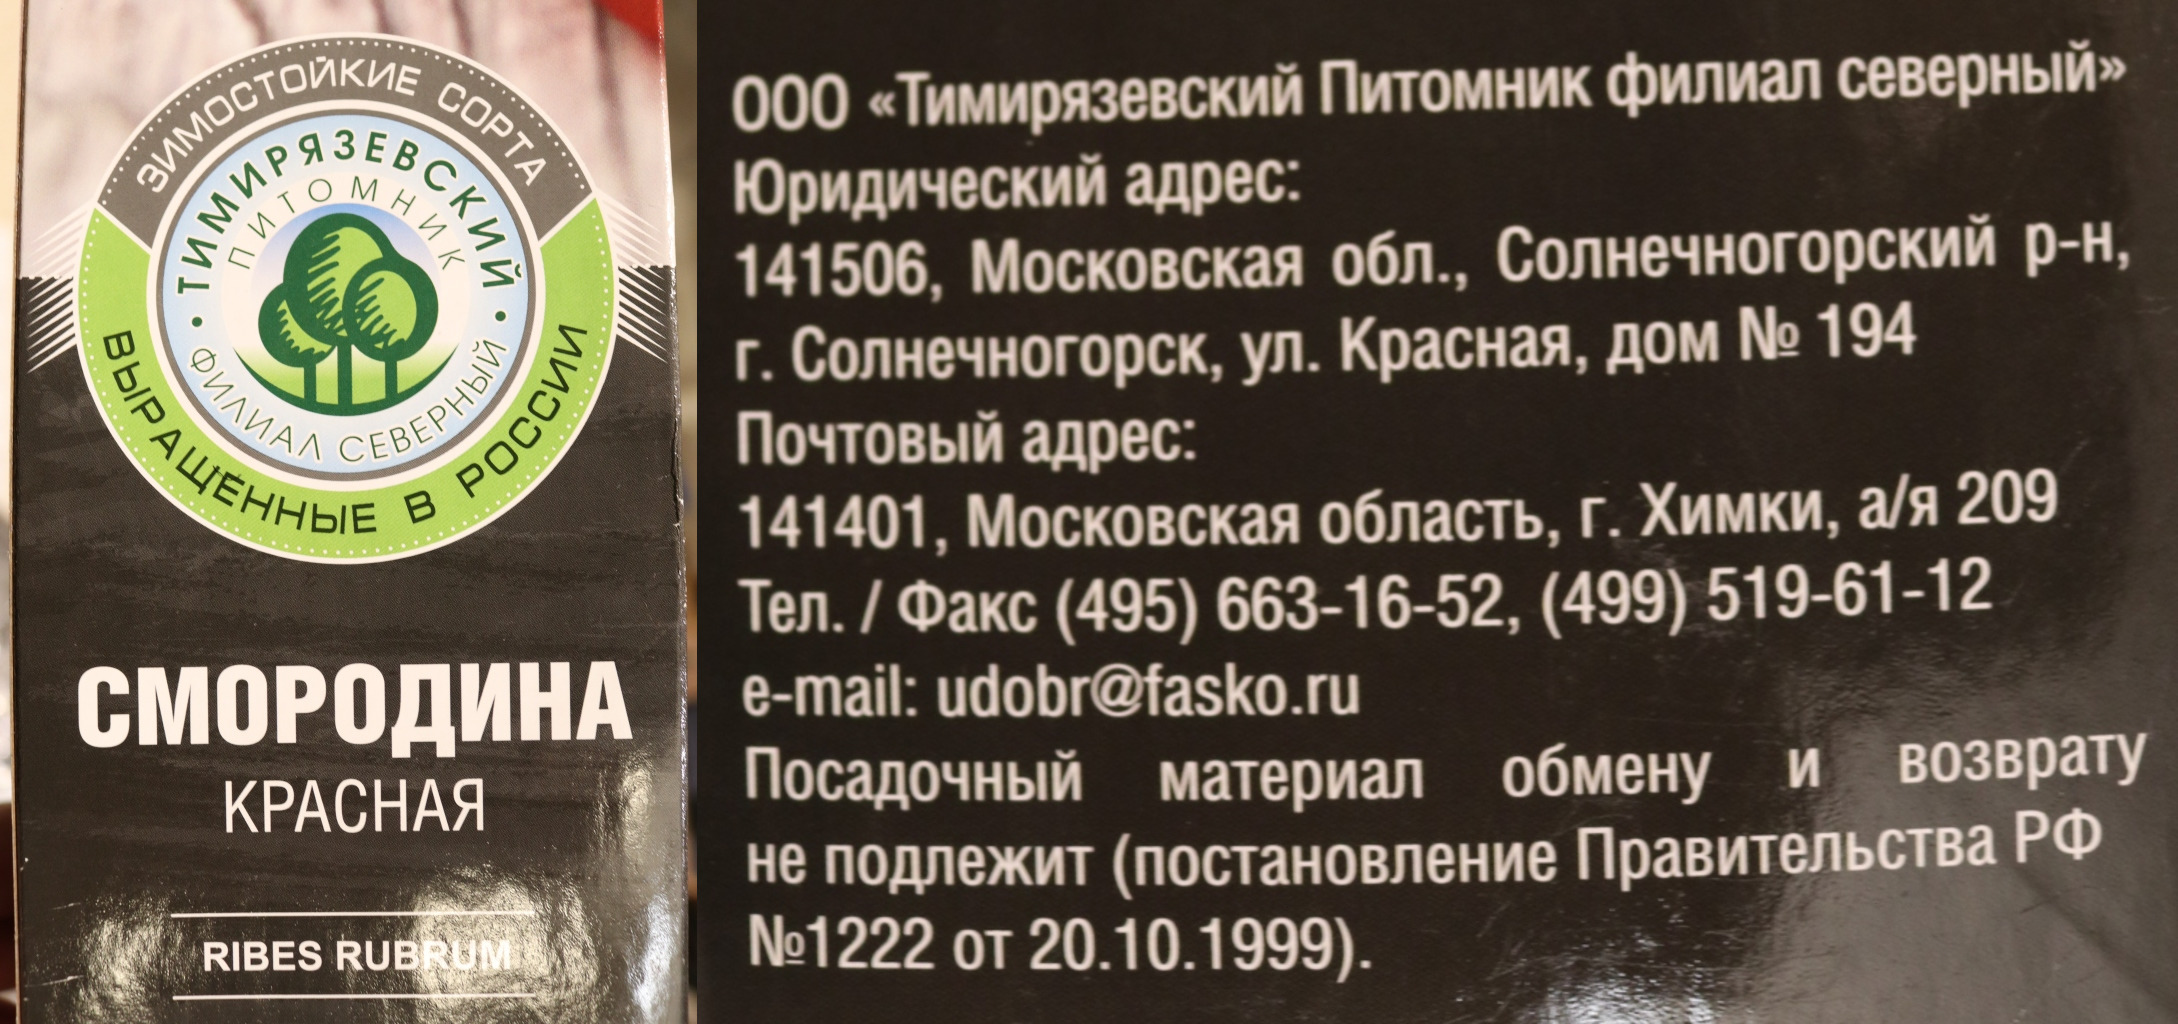 ЗИМОСТОЙКИЕ СОРТА
ТИМИРЯЗЕВСКИЙ
ПИТОМНИК
ФИЛИАЛ СЕВЕРНЫЙ
ВЫРАЩЕННЫЕ В РОССИИ
СМОРОДИНА
КРАСНАЯ
RIBES RUBRUM
ООО «Тимирязевский Питомник филиал северный»
Юридический адрес:
141506, Московская обл., Солнечногорский р-н,
г. Солнечногорск, ул. Красная, дом № 194
Почтовый адрес:
141401, Московская область, г. Химки, а/я 209
Тел. / Факс (495) 663-16-52, (499) 519-61-12
e-mail: udobr@fasko.ru
Посадочный материал обмену и возврату
не подлежит (постановление Правительства РФ
№1222 от 20.10.1999).